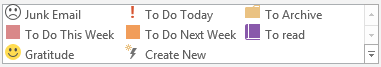 Junk Email To Do Today To Archive
To Do This Week To Do Next Week To read
Gratitude Create New